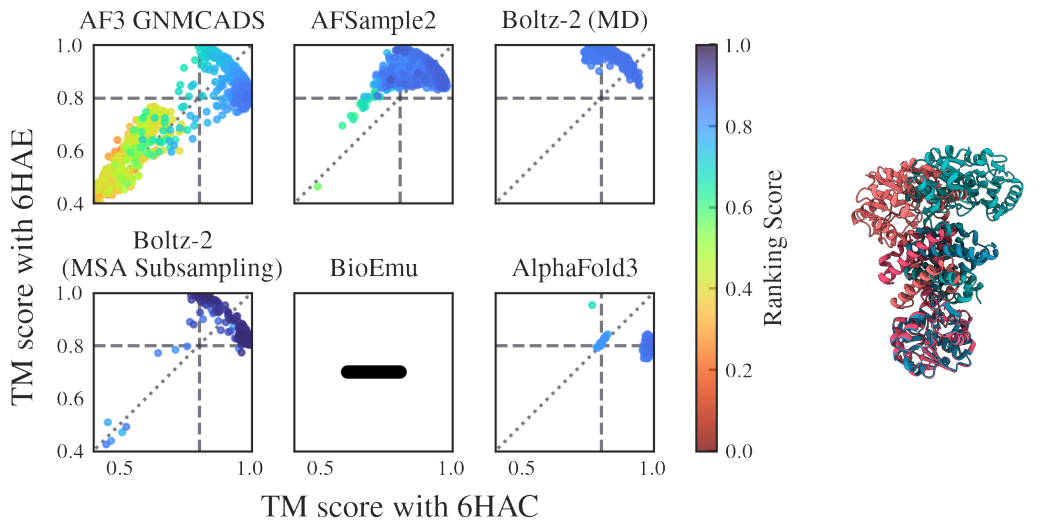 AF3 GNMCADS
AFSample2
Boltz-2 (MD)
1.0
0.8
0.6
0.4
Boltz-2
(MSA Subsampling)
BioEmu
AlphaFold3
1.0
0.8
0.6
0.4
0.5
1.0
0.5
1.0
0.5
1.0
TM score with 6HAE
TM score with 6HAC
1.0
0.8
0.6
0.4
0.2
0.0
Ranking Score